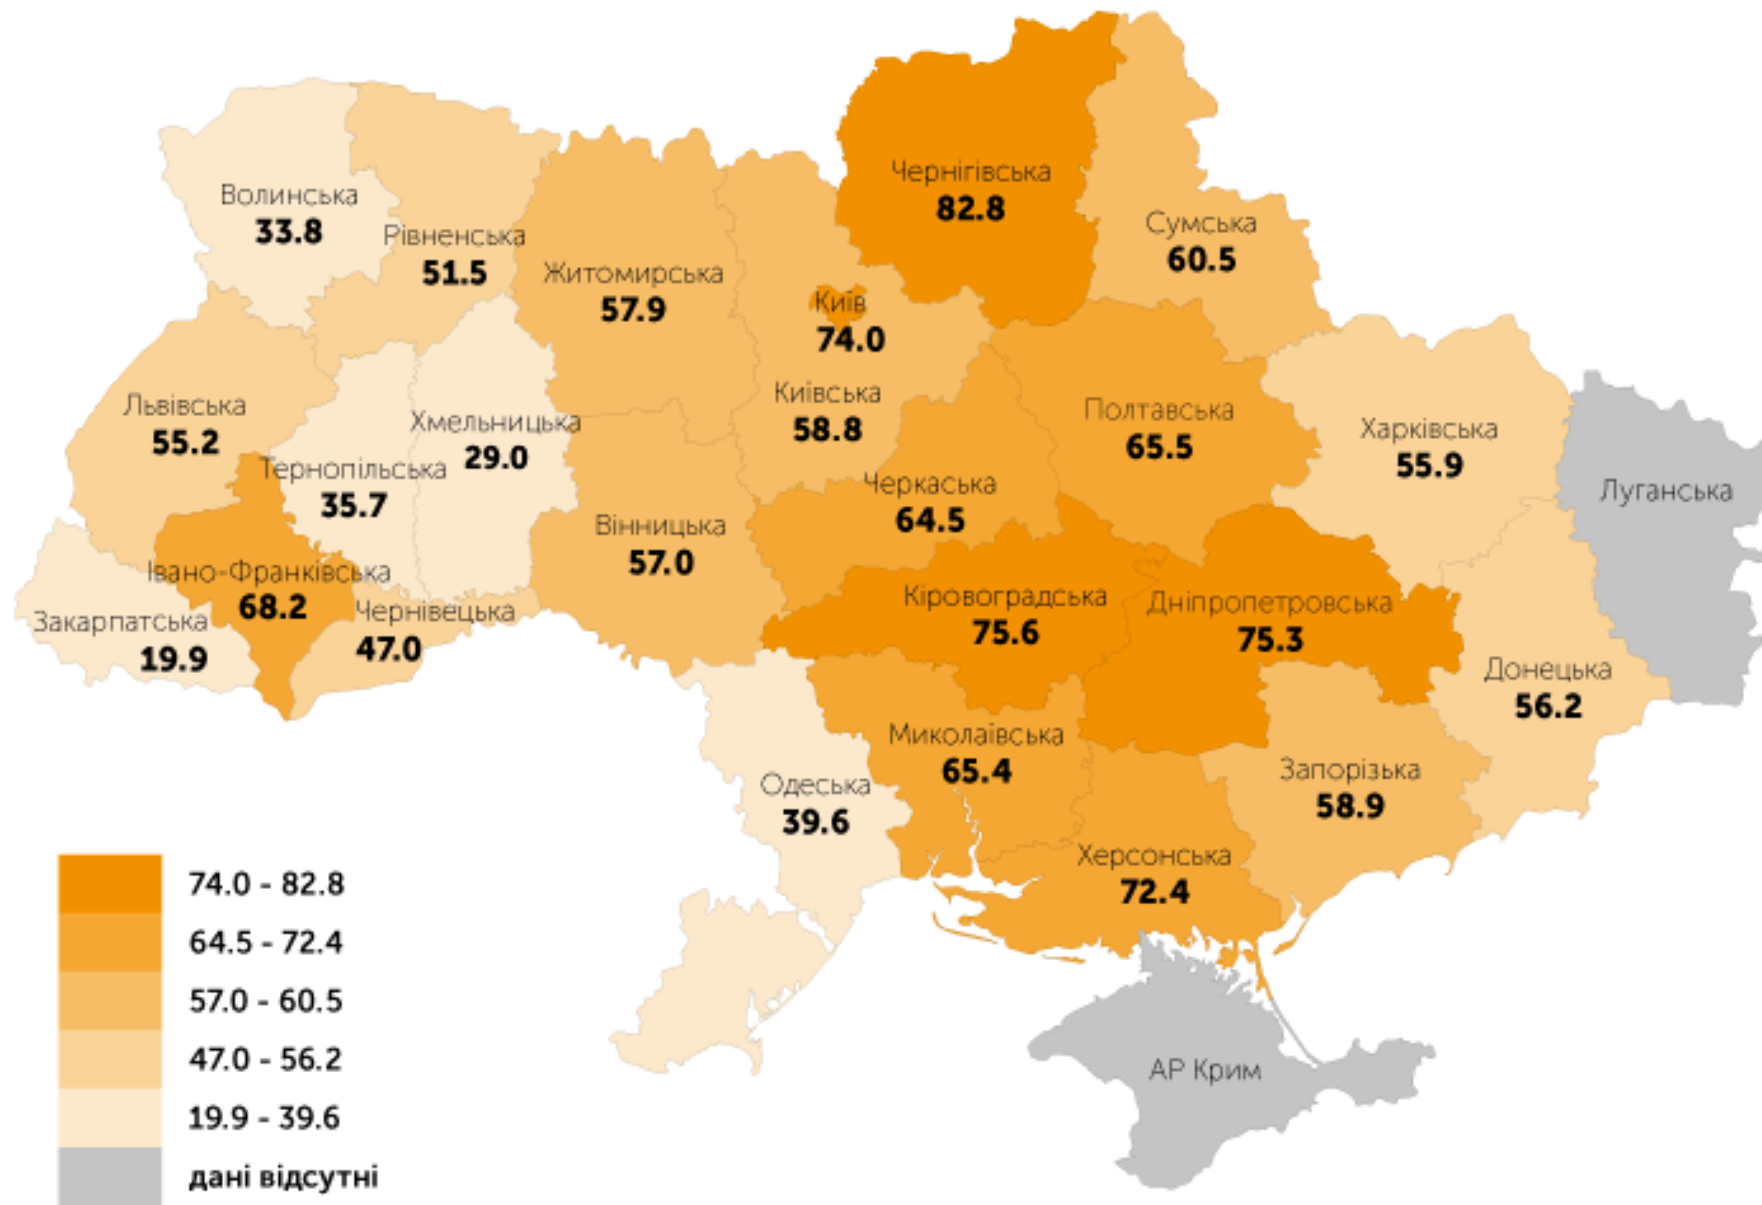 Чернігівська
82.8
Волинська
33.8
Рівненська
51.5
Сумська
60.5
Житомирська
57.9
Київ
74.0
Львівська
55.2
Хмельницька
29.0
Київська
58.8
Полтавська
65.5
Харківська
55.9
Тернопільська
35.7
Черкаська
64.5
Луганська
Вінницька
57.0
Івано-Франківська
68.2
Закарпатська
19.9
Чернівецька
47.0
Кіровоградська
75.6
Дніпропетровська
75.3
Донецька
56.2
Миколаївська
65.4
Одеська
39.6
Запорізька
58.9
Херсонська
72.4
АР Крим
74.0 - 82.8
64.5 - 72.4
57.0 - 60.5
47.0 - 56.2
19.9 - 39.6
дані відсутні